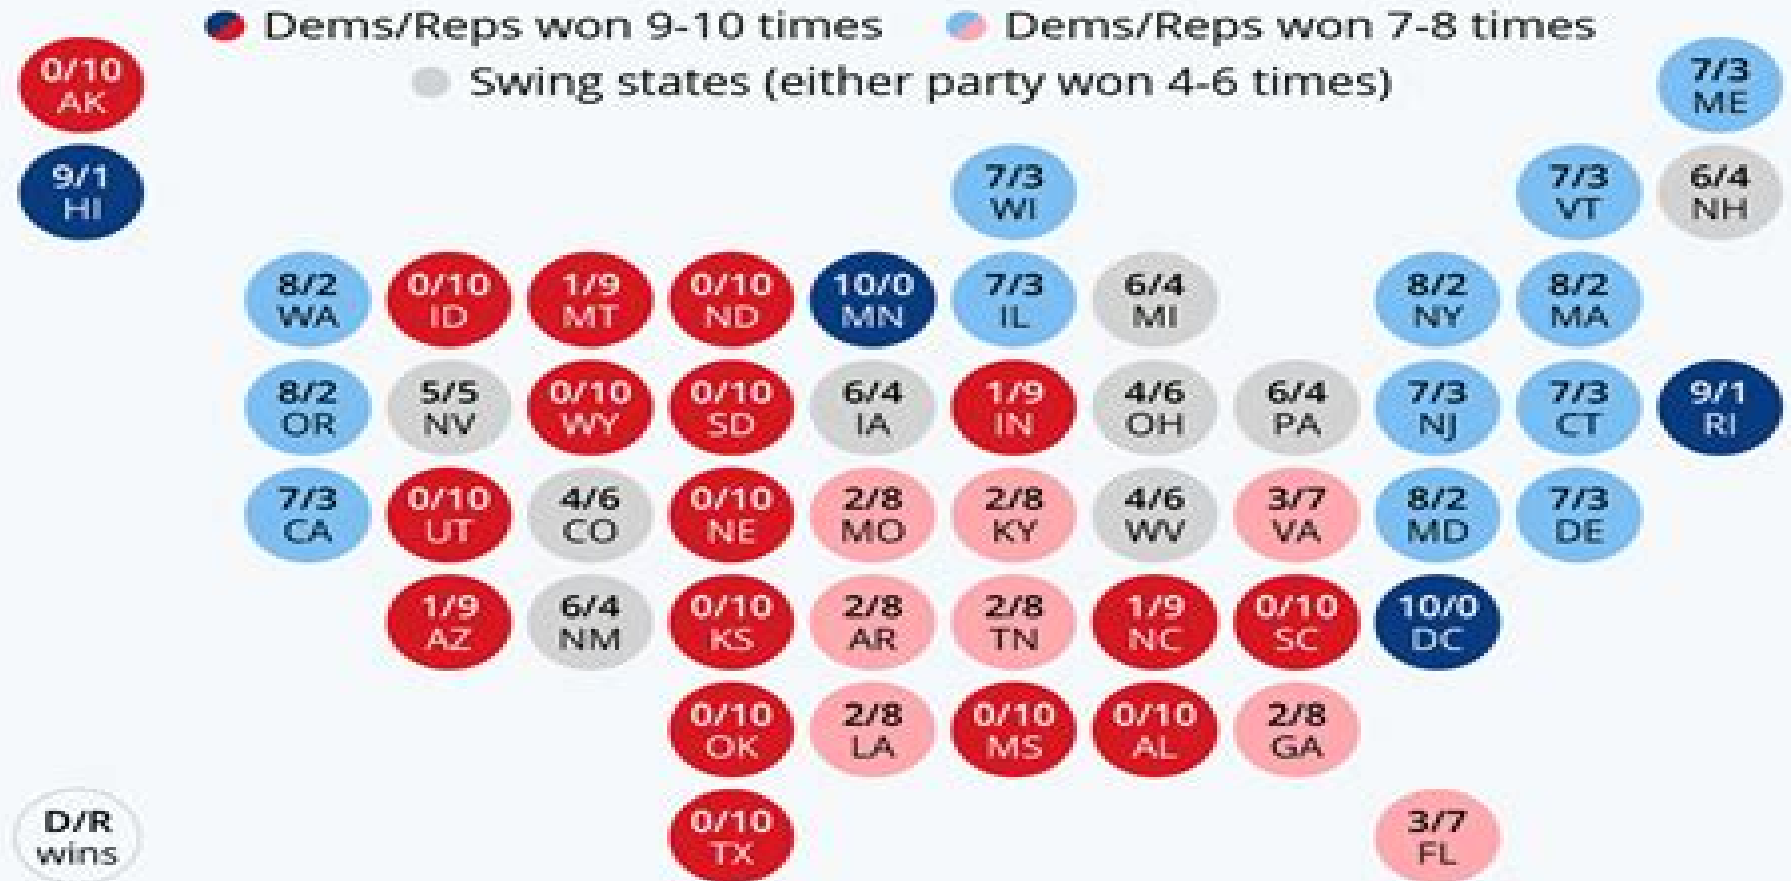 Dems/Reps won 9-10 times
Dems/Reps won 7-8 times
Swing states (either party won 4-6 times)
0/10
AK
7/3
ME
9/1
HI
7/3
WI
7/3
VT
6/4
NH
8/2
WA
0/10
ID
1/9
MT
0/10
ND
10/0
MN
7/3
IL
6/4
MI
8/2
NY
8/2
MA
8/2
OR
5/5
NV
0/10
WY
0/10
SD
6/4
IA
1/9
IN
4/6
OH
6/4
PA
7/3
NJ
7/3
CT
9/1
RI
7/3
CA
0/10
UT
4/6
CO
0/10
NE
2/8
MO
2/8
KY
4/6
WV
3/7
VA
8/2
MD
7/3
DE
1/9
AZ
6/4
NM
0/10
KS
2/8
AR
2/8
TN
1/9
NC
0/10
SC
10/0
DC
0/10
OK
2/8
LA
0/10
MS
0/10
AL
2/8
GA
D/R
wins
0/10
TX
3/7
FL